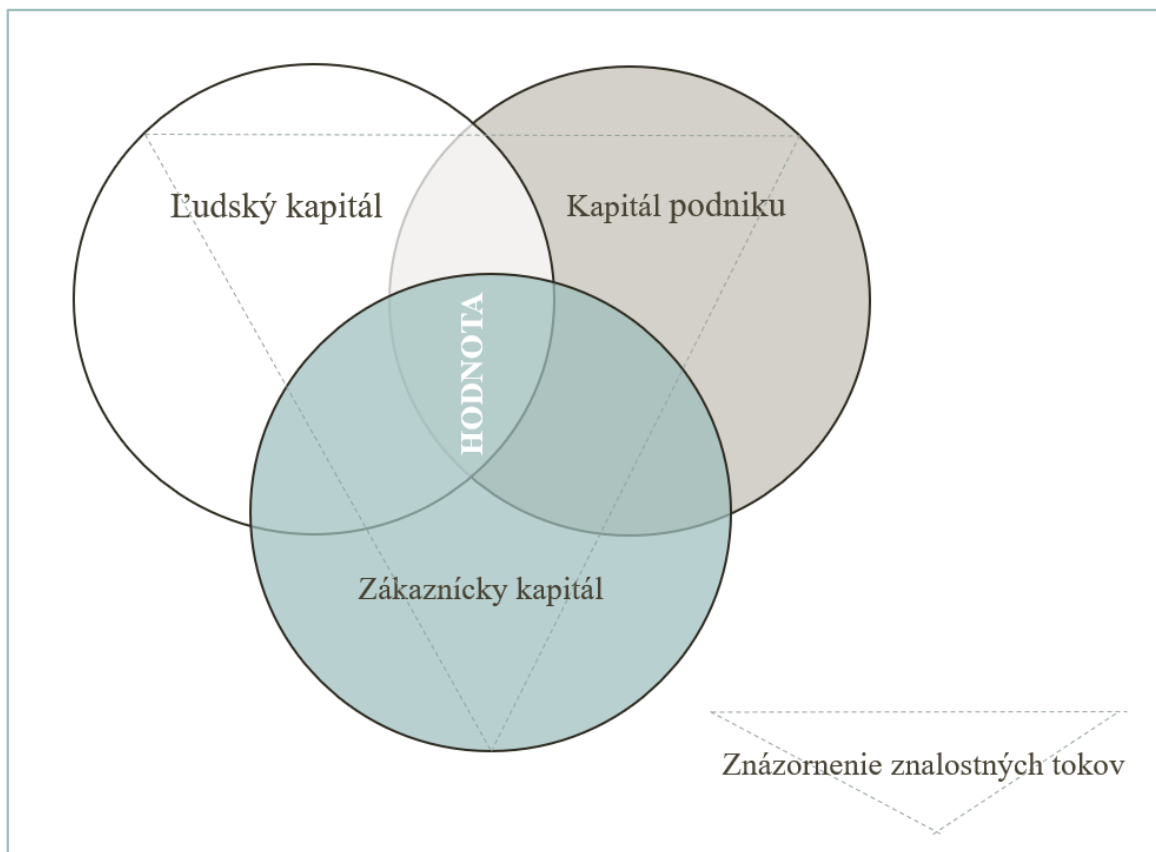 Ľudský kapitál
Kapitál podniku
HODNOTA
Zákaznícky kapitál
Znázornenie znalostných tokov